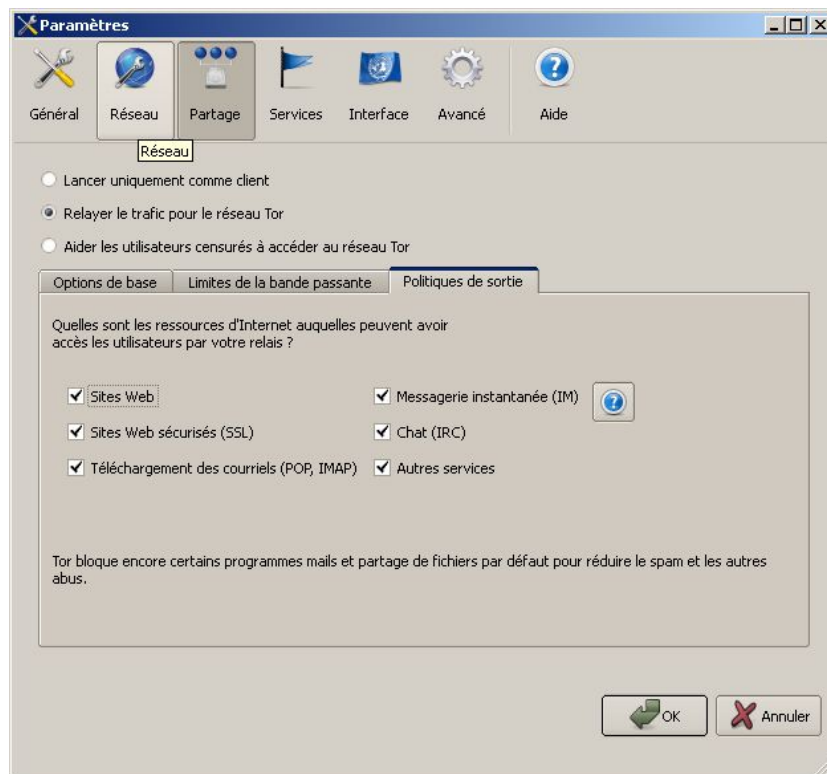 Paramètres
Général Réseau Partage Services Interface Avancé Aide
Réseau
Lancer uniquement comme client
Relayer le trafic pour le réseau Tor
Aider les utilisateurs censurés à accéder au réseau Tor
Options de base Limites de la bande passante Politiques de sortie
Quelles sont les ressources d'Internet auquelles peuvent avoir
accès les utilisateurs par votre relais ?
Sites Web Messagerie instantanée (IM)
Sites Web sécurisés (SSL) Chat (IRC)
Téléchargement des courriels (POP, IMAP) Autres services
Tor bloque encore certains programmes mails et partage de fichiers par défaut pour réduire le spam et les autres
abus.
OK Annuler